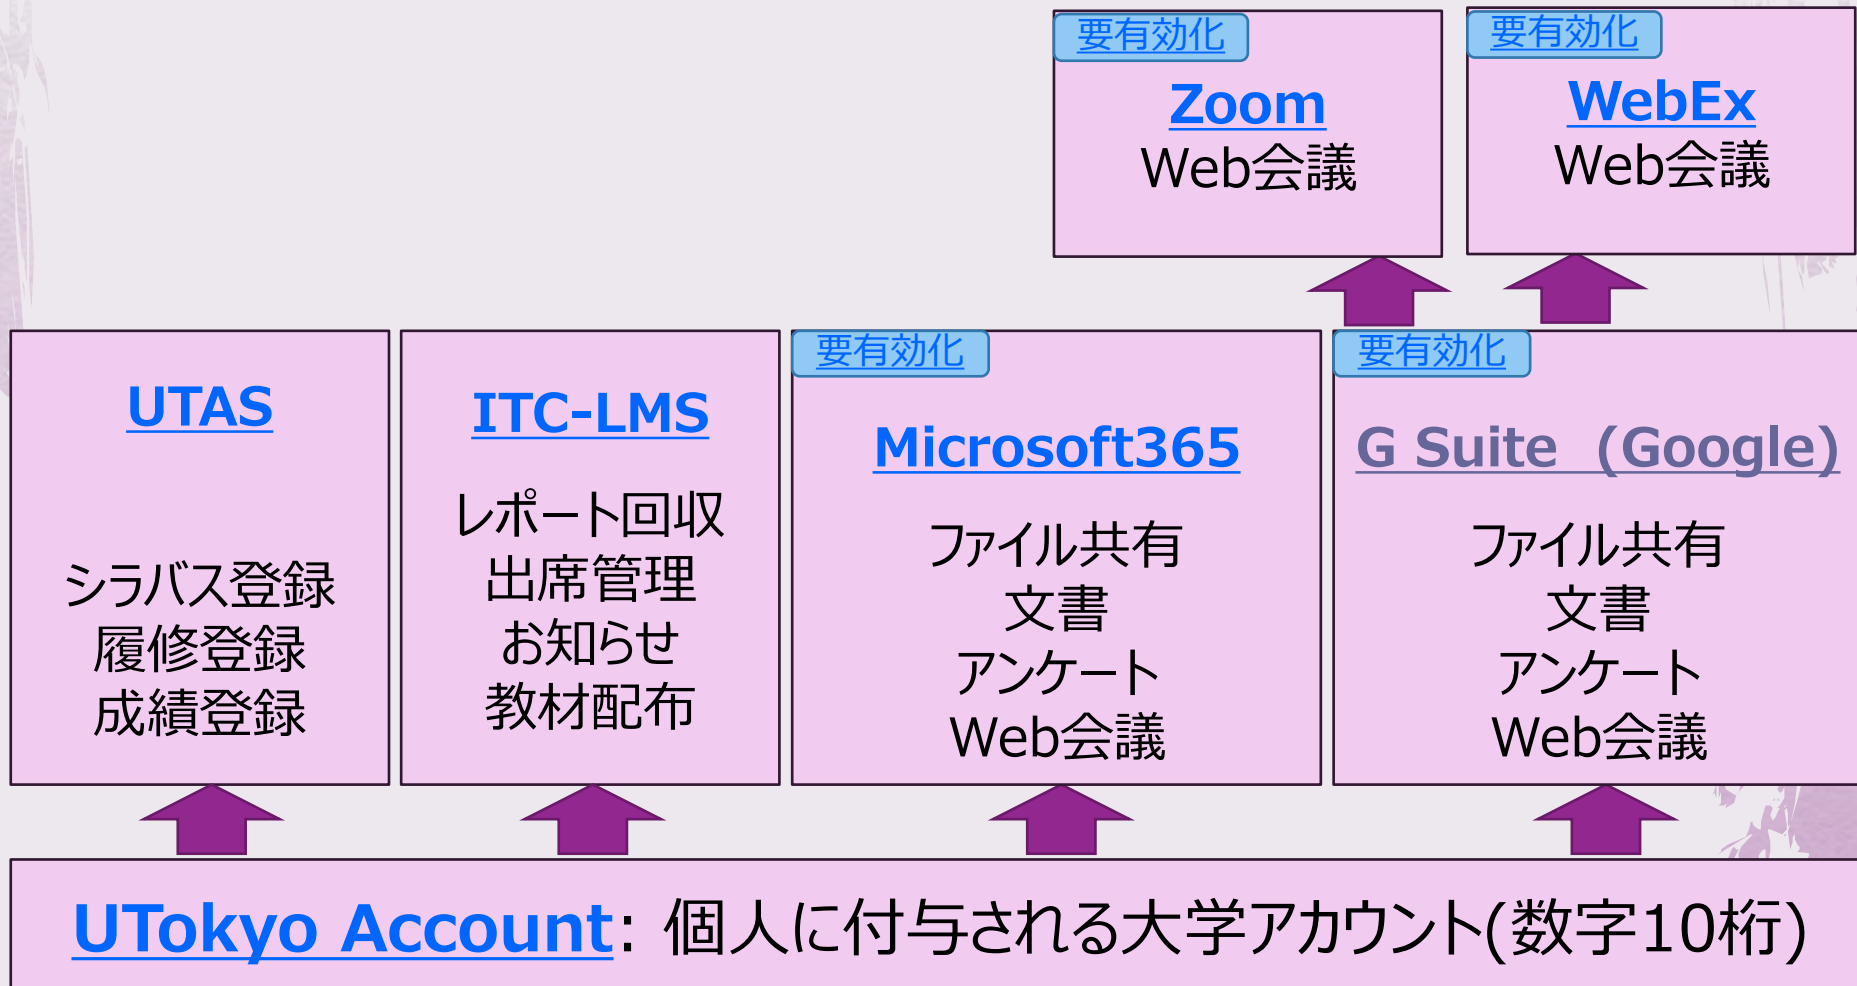 要有効化
Zoom
Web会議
要有効化
WebEx
Web会議
UTAS
シラバス登録
履修登録
成績登録
ITC-LMS
レポート回収
出席管理
お知らせ
教材配布
要有効化
Microsoft365
ファイル共有
文書
アンケート
Web会議
要有効化
G Suite (Google)
ファイル共有
文書
アンケート
Web会議
UTokyo Account: 個人に付与される大学アカウント(数字10桁)